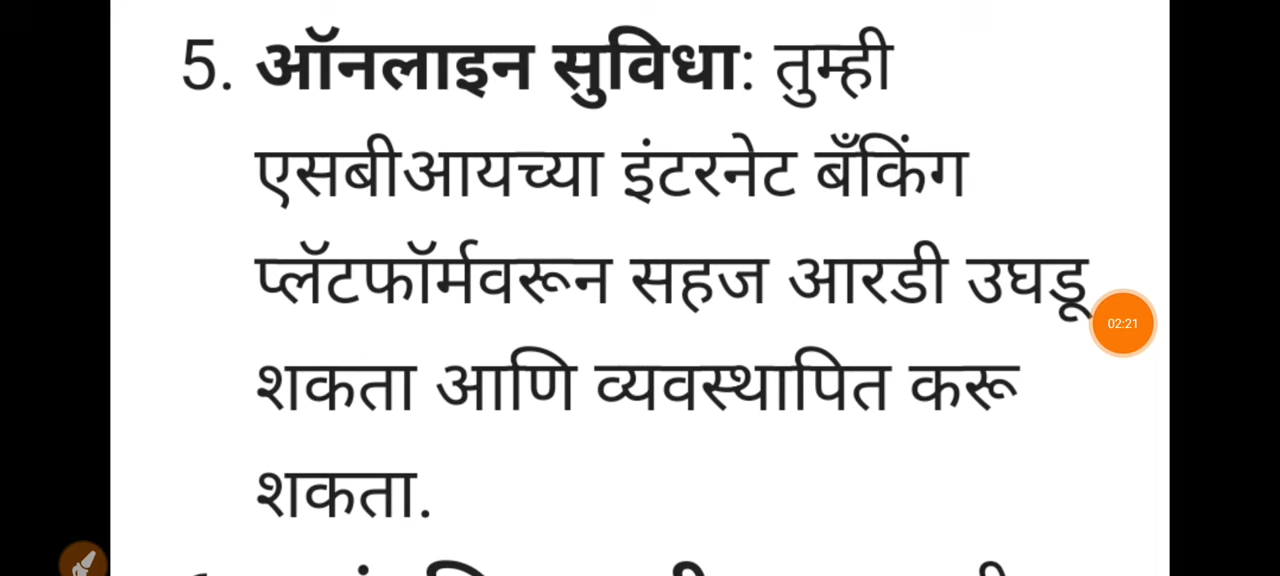 5. ऑनलाइन सुविधा: तुम्ही
एसबीआयच्या इंटरनेट बँकिंग
प्लॅटफॉर्मवरून सहज आरडी उघडू
शकता आणि व्यवस्थापित करू
शकता.
02:21